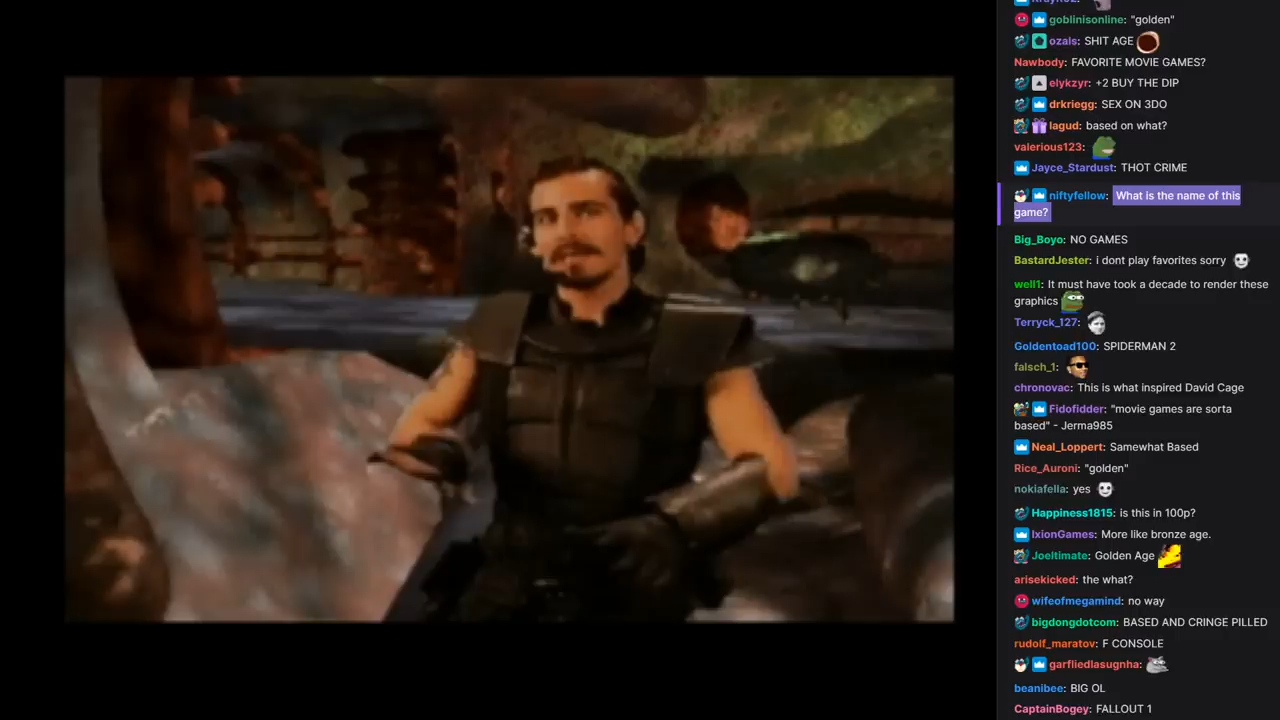 goblinisonline: "golden"
ozals: SHIT AGE
Nawbody: FAVORITE MOVIE GAMES?
elykzyr: +2 BUY THE DIP
drkriegg: SEX ON 3DO
lagud: based on what?
valerious123:
Jayce_Stardust: THOT CRIME
niftyfellow: What is the name of this
game?
Big_Boyo: NO GAMES
BastardJester: i dont play favorites sorry
well1: It must have took a decade to render these
graphics
Terryck_127:
Goldentoad100: SPIDERMAN 2
falsch_1:
chronovac: This is what inspired David Cage
Fidofidder: "movie games are sorta
based" - Jerma985
Neal_Loppert: Samewhat Based
Rice_Auroni: "golden"
nokiafella: yes
Happiness1815: is this in 100p?
IxionGames: More like bronze age.
Joeltimate: Golden Age
arisekicked: the what?
wifeofmegamind: no way
bigdongdotcom: BASED AND CRINGE PILLED
rudolf_maratov: F CONSOLE
garfliedlasugnha:
beanibee: BIG OL
CaptainBogey: FALLOUT 1